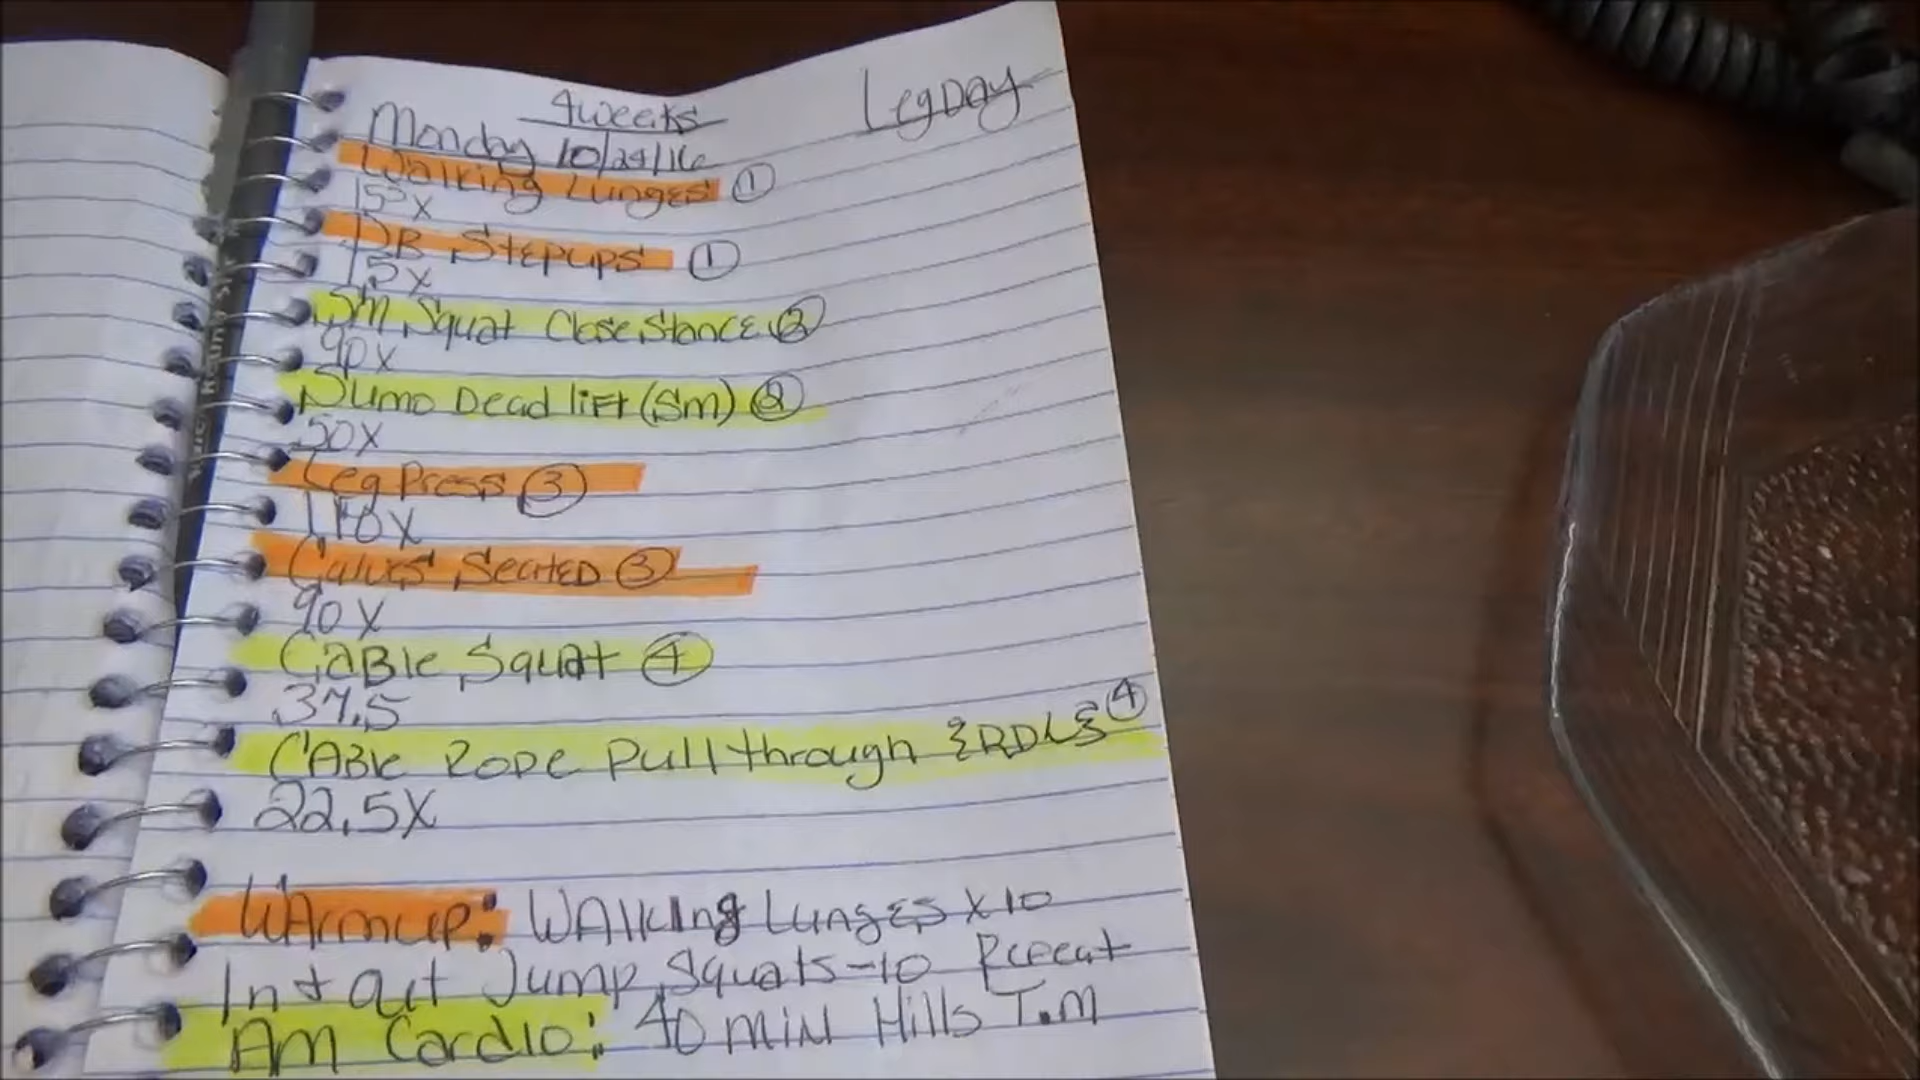 4weeks
LegDay
Monday 10/24/16
Walking Lunges ①
15x
DB Stepups ①
15x
Sm Squat Close Stance ②
90x
Sumo Dead lift (Sm) ②
50x
Leg Press ③
110x
Calves Seated ③
90x
Cable Squat ④
37.5
Cable Rope Pull through {RDL} ④
22.5x
Warmup: Walking Lunges x10
In + out Jump Squats-10 Repeat
Am Cardio: 40 min Hills T.M